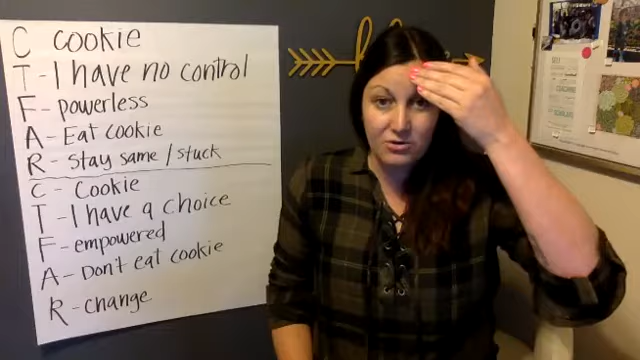 C cookie
T - I have no control
F - powerless
A - Eat cookie
R - Stay same / stuck
C - Cookie
T - I have a choice
F - empowered
A - Don't eat cookie
R - change